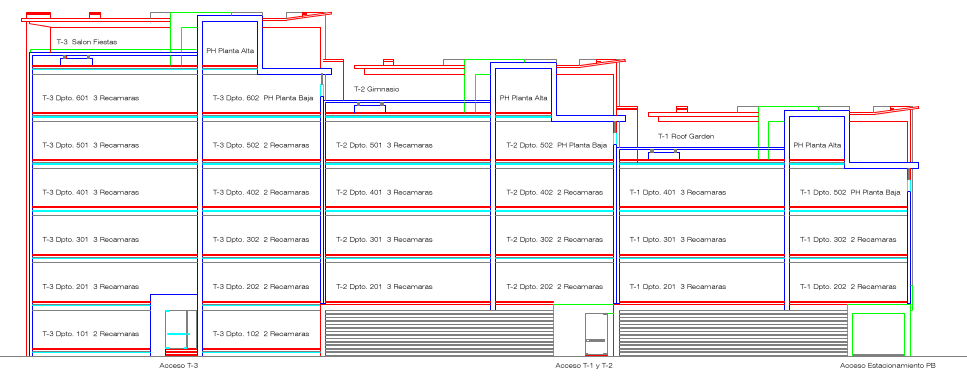 T-3 Salon Fiestas
PH Planta Alta
T-3 Dpto. 601 3 Recamaras
T-3 Dpto. 602 PH Planta Baja
T-2 Gimnasio
PH Planta Alta
T-3 Dpto. 501 3 Recamaras
T-3 Dpto. 502 2 Recamaras
T-2 Dpto. 501 3 Recamaras
T-2 Dpto. 502 PH Planta Baja
T-1 Roof Garden
PH Planta Alta
T-3 Dpto. 401 3 Recamaras
T-3 Dpto. 402 2 Recamaras
T-2 Dpto. 401 3 Recamaras
T-2 Dpto. 402 2 Recamaras
T-1 Dpto. 401 3 Recamaras
T-1 Dpto. 502 PH Planta Baja
T-3 Dpto. 301 3 Recamaras
T-3 Dpto. 302 2 Recamaras
T-2 Dpto. 301 3 Recamaras
T-2 Dpto. 302 2 Recamaras
T-1 Dpto. 301 3 Recamaras
T-1 Dpto. 302 2 Recamaras
T-3 Dpto. 201 3 Recamaras
T-3 Dpto. 202 2 Recamaras
T-2 Dpto. 201 3 Recamaras
T-2 Dpto. 202 2 Recamaras
T-1 Dpto. 201 3 Recamaras
T-1 Dpto. 202 2 Recamaras
T-3 Dpto. 101 2 Recamaras
T-3 Dpto. 102 2 Recamaras
Acceso T-3
Acceso T-1 y T-2
Acceso Estacionamiento PB